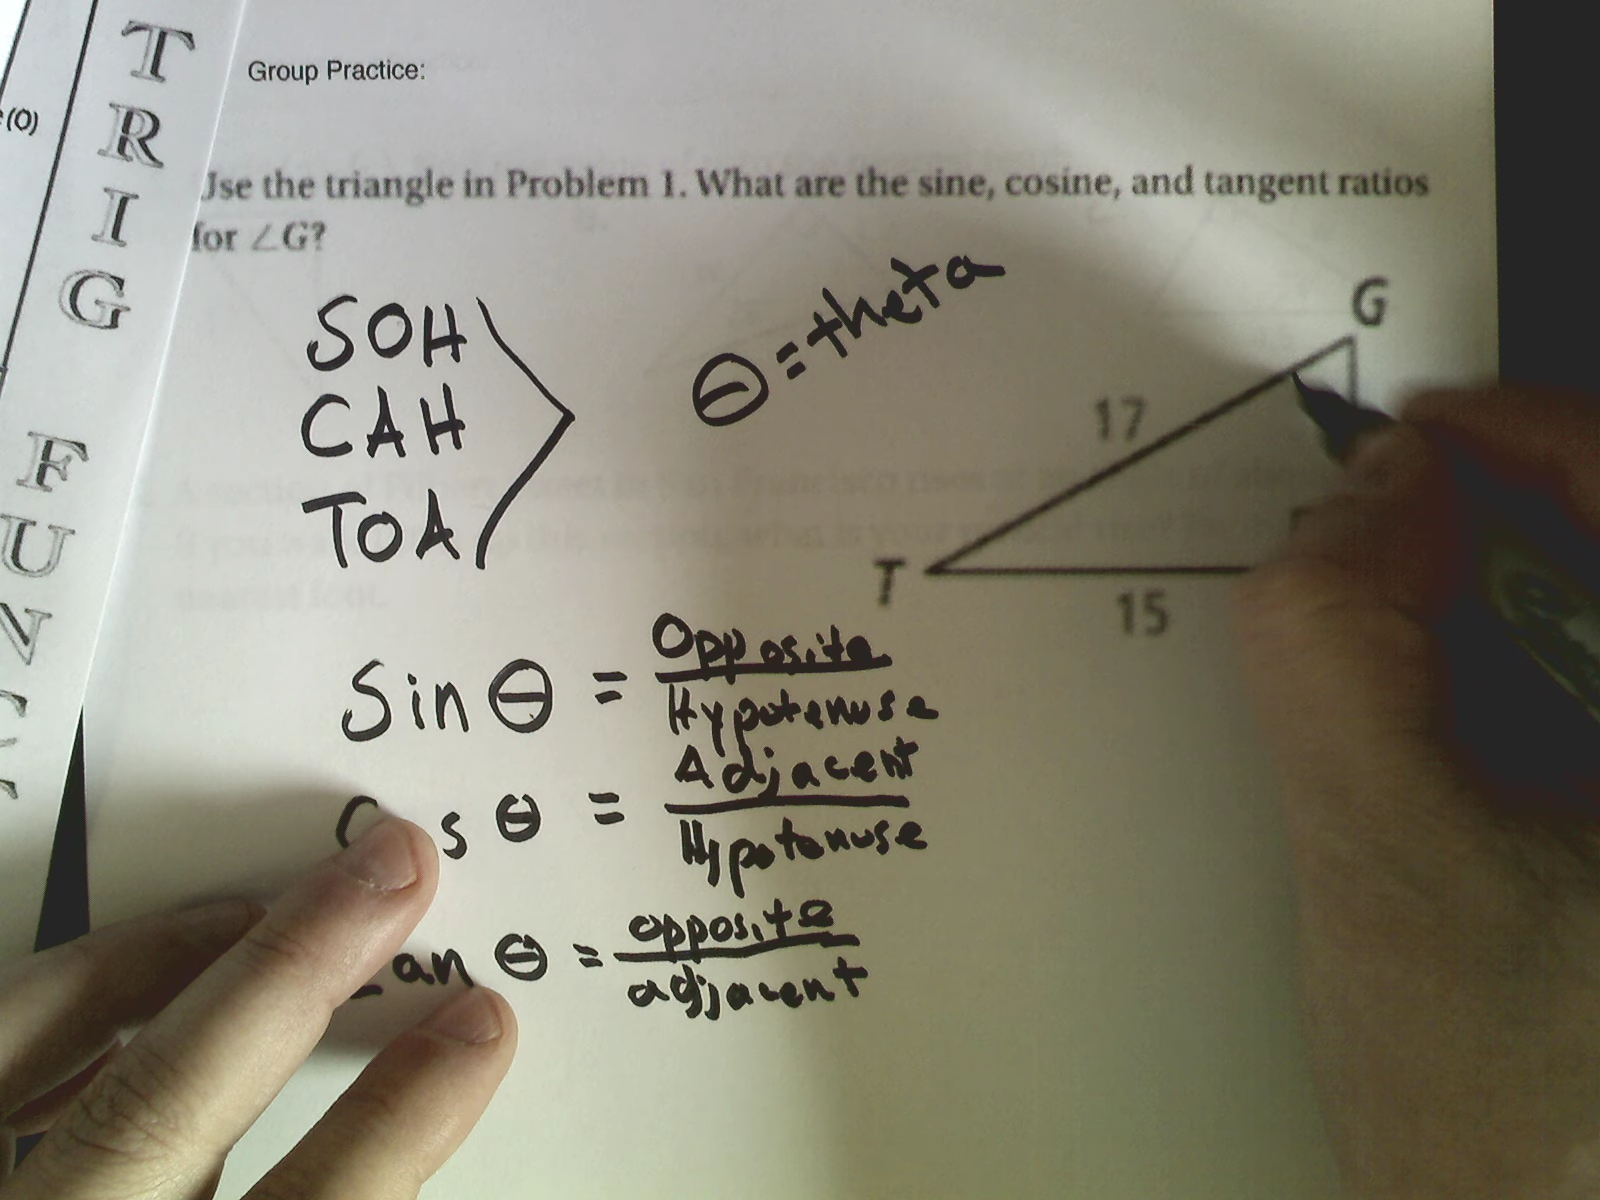 (0)
T
R
I
G
F
U
N
Group Practice:
Use the triangle in Problem 1. What are the sine, cosine, and tangent ratios
for ∠G?
SOH
CAH
TOA
Θ = theta
G
17
T
15
Sin Θ = Opposite
Hypotenuse
s Θ = Adjacent
Hypotenuse
an Θ = opposite
adjacent